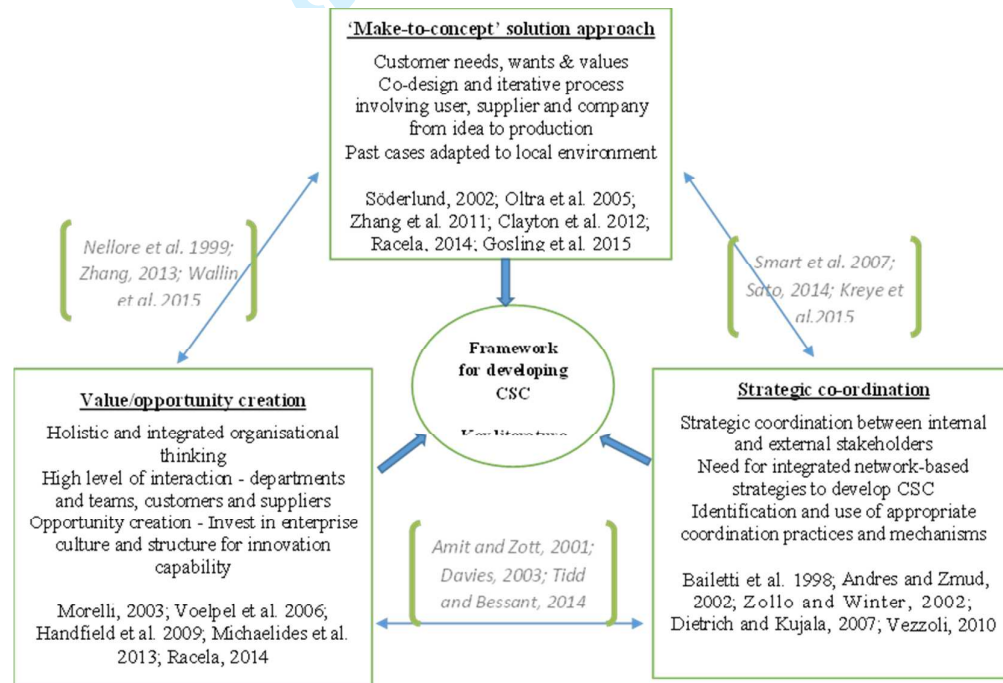 ‘Make-to-concept’ solution approach
Customer needs, wants & values
Co-design and iterative process
involving user, supplier and company
from idea to production
Past cases adapted to local environment
Söderlund, 2002; Oltra et al. 2005;
Zhang et al. 2011; Clayton et al. 2012;
Racela, 2014; Gosling et al. 2015
Nellore et al. 1999;
Zhang, 2013; Wallin
et al. 2015
Smart et al. 2007;
Sato, 2014; Kreye et
al.2015
Framework
for developing
CSC
Key literature
Value/opportunity creation
Holistic and integrated organisational
thinking
High level of interaction - departments
and teams, customers and suppliers
Opportunity creation - Invest in enterprise
culture and structure for innovation
capability
Morelli, 2003; Voelpel et al. 2006;
Handfield et al. 2009; Michaelides et al.
2013; Racela, 2014
Amit and Zott, 2001;
Davies, 2003; Tidd
and Bessant, 2014
Strategic co-ordination
Strategic coordination between internal
and external stakeholders
Need for integrated network-based
strategies to develop CSC
Identification and use of appropriate
coordination practices and mechanisms
Bailetti et al. 1998; Andres and Zmud,
2002; Zollo and Winter, 2002;
Dietrich and Kujala, 2007; Vezzoli, 2010